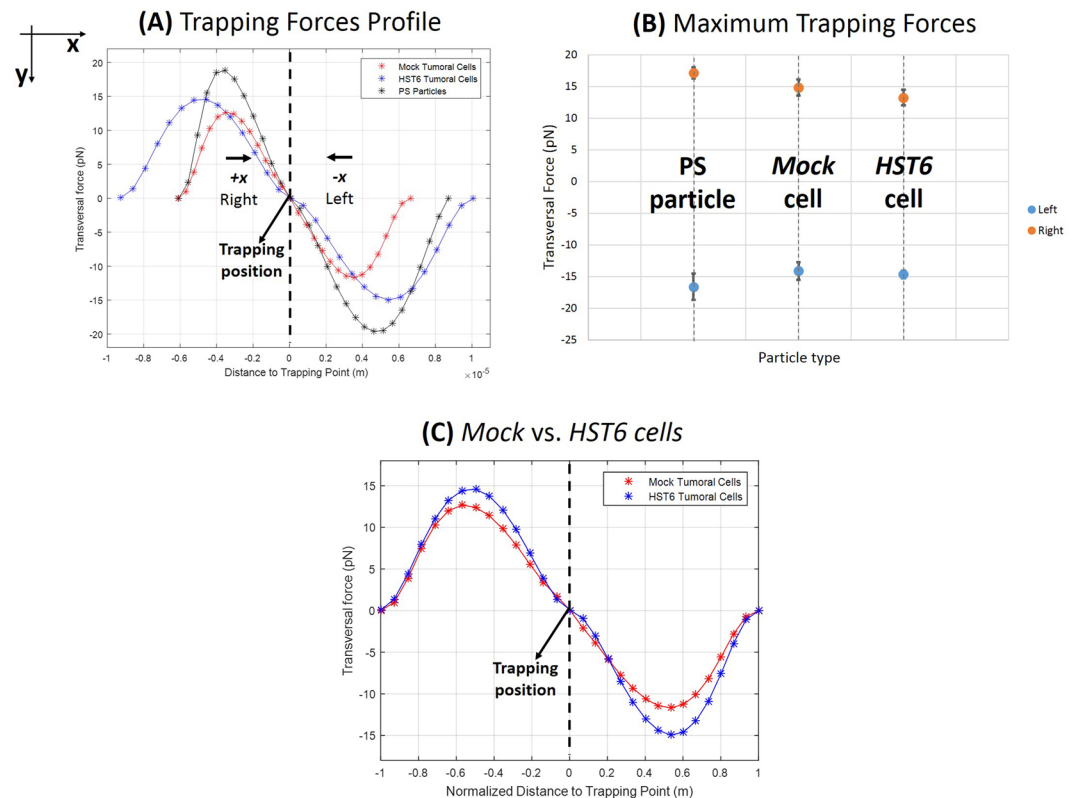 (A) Trapping Forces Profile
x
y
Mock Tumoral Cells
HST6 Tumoral Cells
PS Particles
20
15
10
5
0
-5
-10
-15
-20
Transversal force (pN)
+x
Right
-x
Left
Trapping
position
-1 -0.8 -0.6 -0.4 -0.2 0 0.2 0.4 0.6 0.8 1
Distance to Trapping Point (m)
×10-5
(B) Maximum Trapping Forces
20
15
10
5
0
-5
-10
-15
-20
-25
Transversal Force (pN)
PS
particle
Mock
cell
HST6
cell
Left
Right
Particle type
(C) Mock vs. HST6 cells
Mock Tumoral Cells
HST6 Tumoral Cells
15
10
5
0
-5
-10
-15
Transversal force (pN)
Trapping
position
-1 -0.8 -0.6 -0.4 -0.2 0 0.2 0.4 0.6 0.8 1
Normalized Distance to Trapping Point (m)